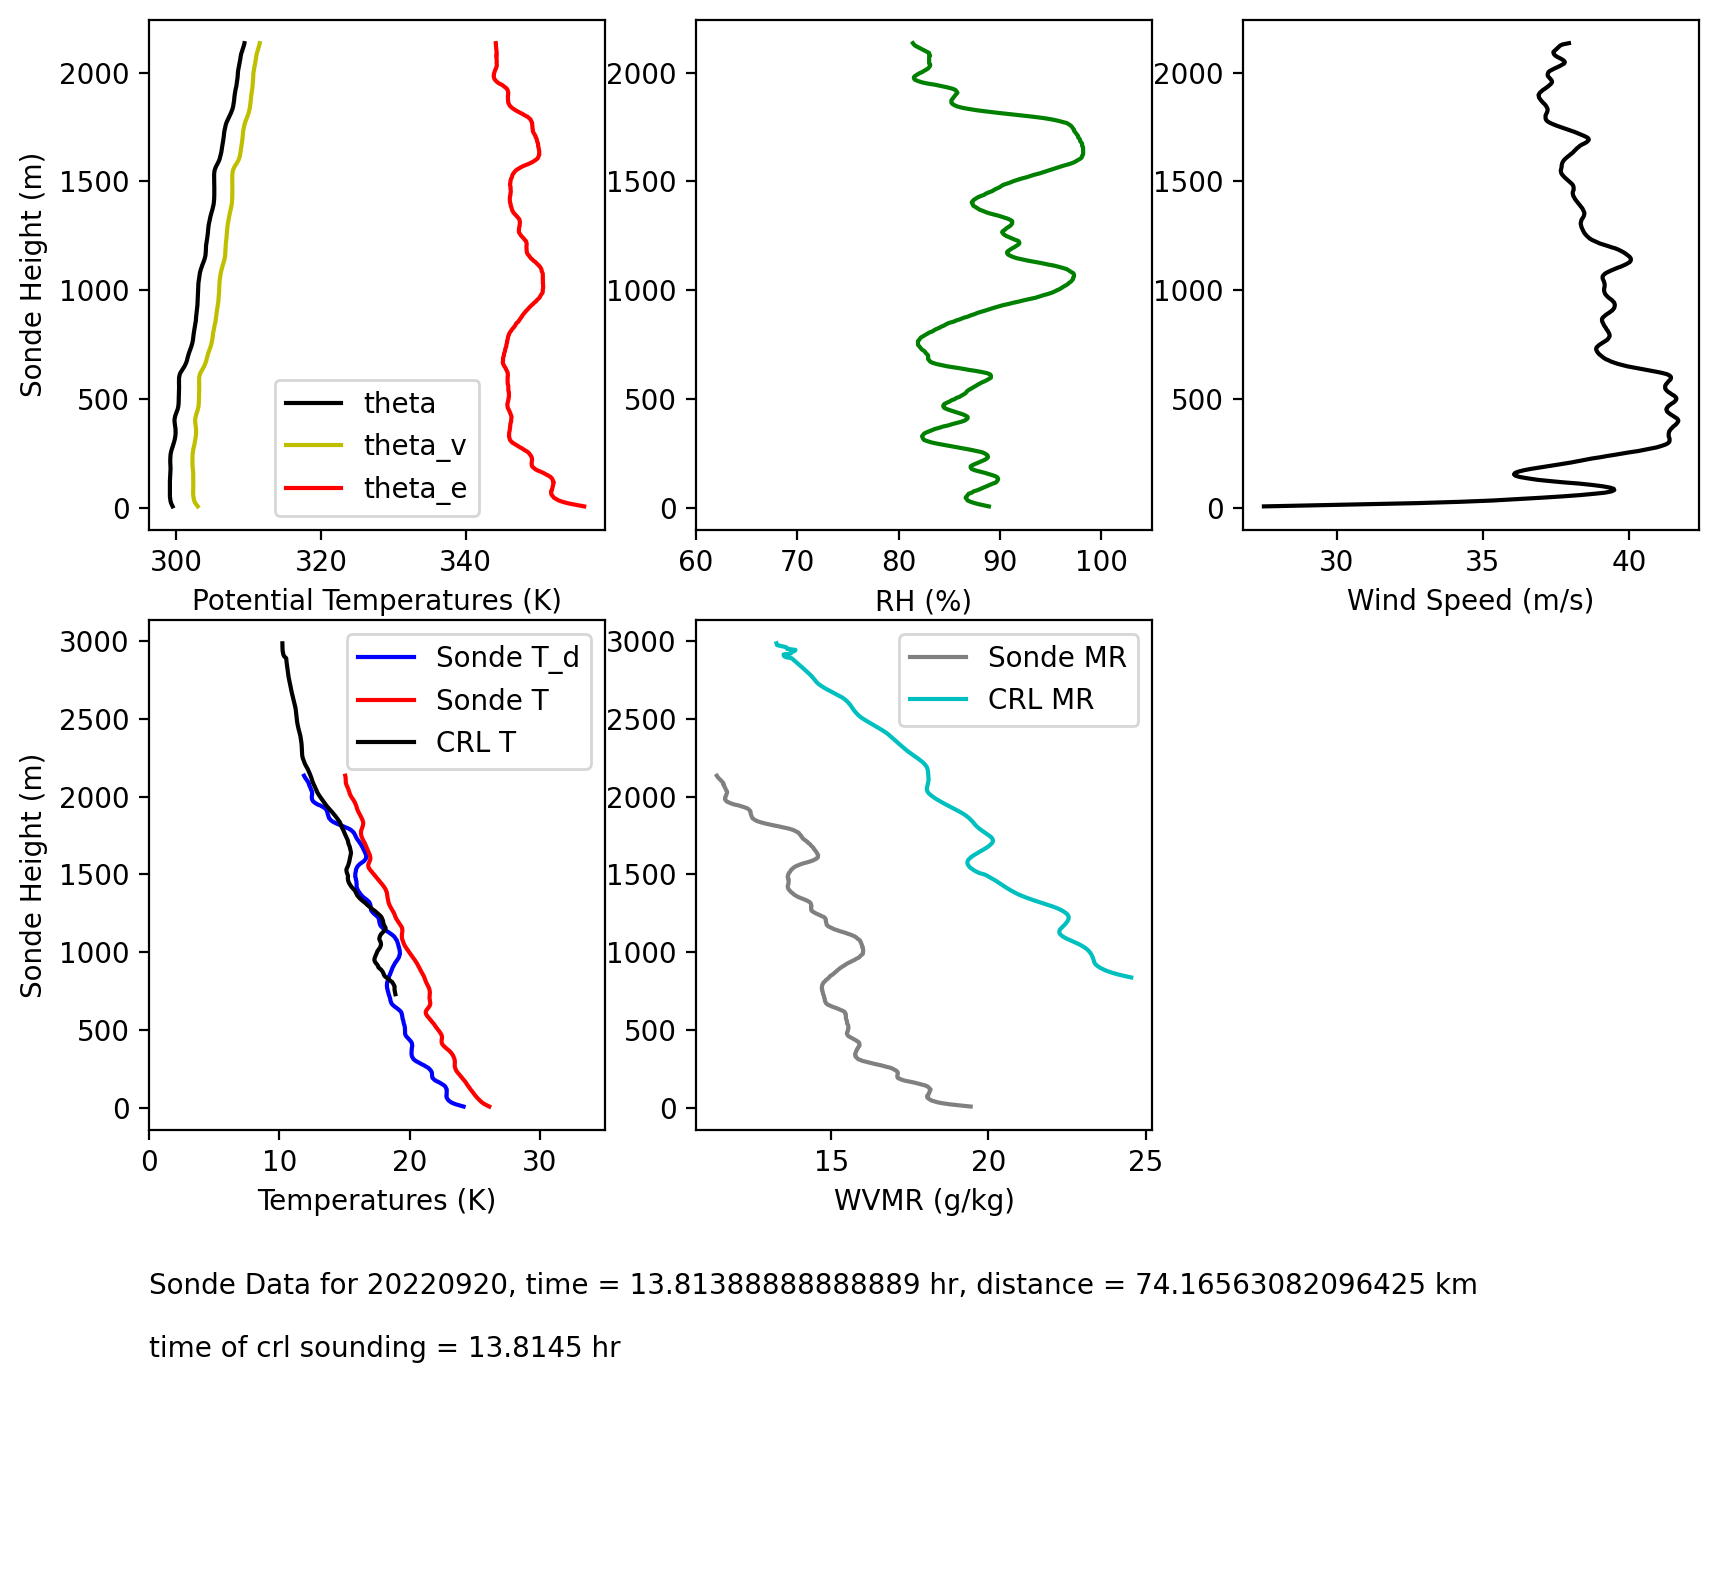 2000
1500
1000
500
0
Sonde Height (m)
theta
theta_v
theta_e
300
320
340
Potential Temperatures (K)
2000
1500
1000
500
0
60
70
80
90
100
RH (%)
2000
1500
1000
500
0
30
35
40
Wind Speed (m/s)
3000
2500
2000
1500
1000
500
0
Sonde Height (m)
Sonde T_d
Sonde T
CRL T
0
10
20
30
Temperatures (K)
3000
2500
2000
1500
1000
500
0
Sonde MR
CRL MR
15
20
25
WVMR (g/kg)
Sonde Data for 20220920, time = 13.81388888888889 hr, distance = 74.16563082096425 km
time of crl sounding = 13.8145 hr